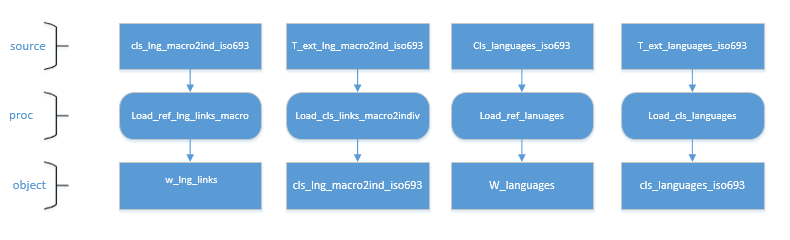 source
cls_lng_macro2ind_iso693
T_ext_lng_macro2ind_iso693
Cls_languages_iso693
T_ext_languages_iso693
proc
Load_ref_lng_links_macro
Load_cls_links_macro2indiv
Load_ref_lanuages
Load_cls_languages
object
w_lng_links
cls_lng_macro2ind_iso693
W_languages
cls_languages_iso693